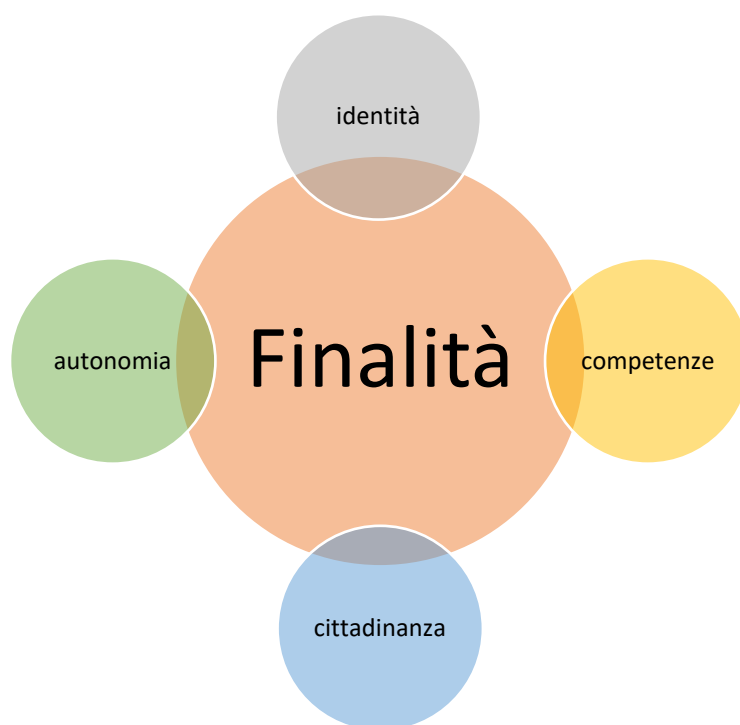 identità
autonomia
Finalità
competenze
cittadinanza